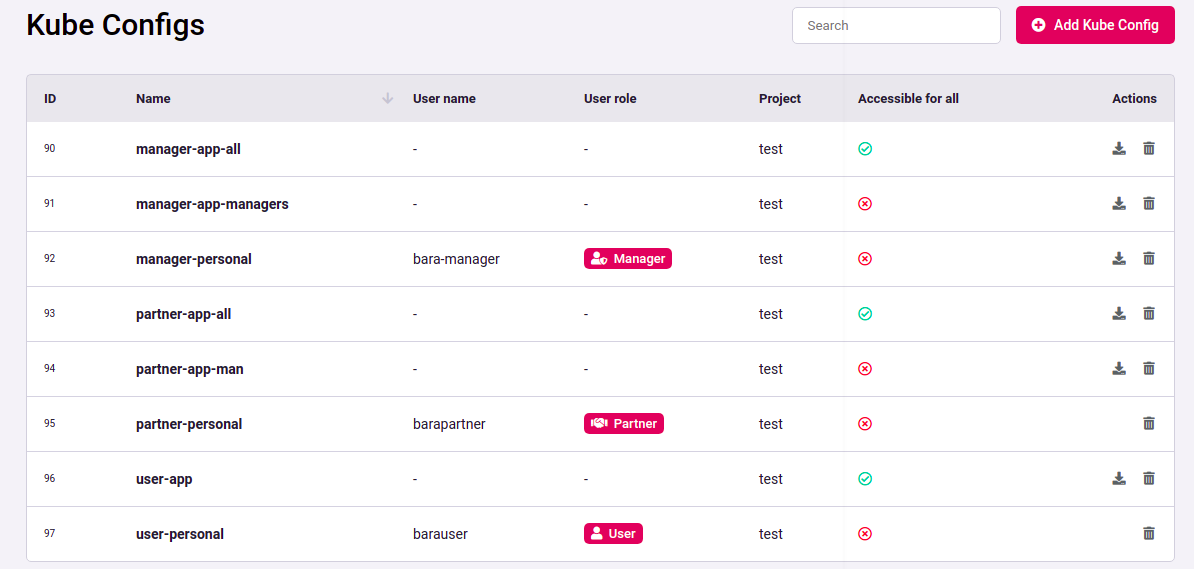 Kube Configs
Search
Add Kube Config
ID Name User name User role Project Accessible for all Actions
90 manager-app-all - - test
91 manager-app-managers - - test
92 manager-personal bara-manager Manager test
93 partner-app-all - - test
94 partner-app-man - - test
95 partner-personal barapartner Partner test
96 user-app - - test
97 user-personal barauser User test